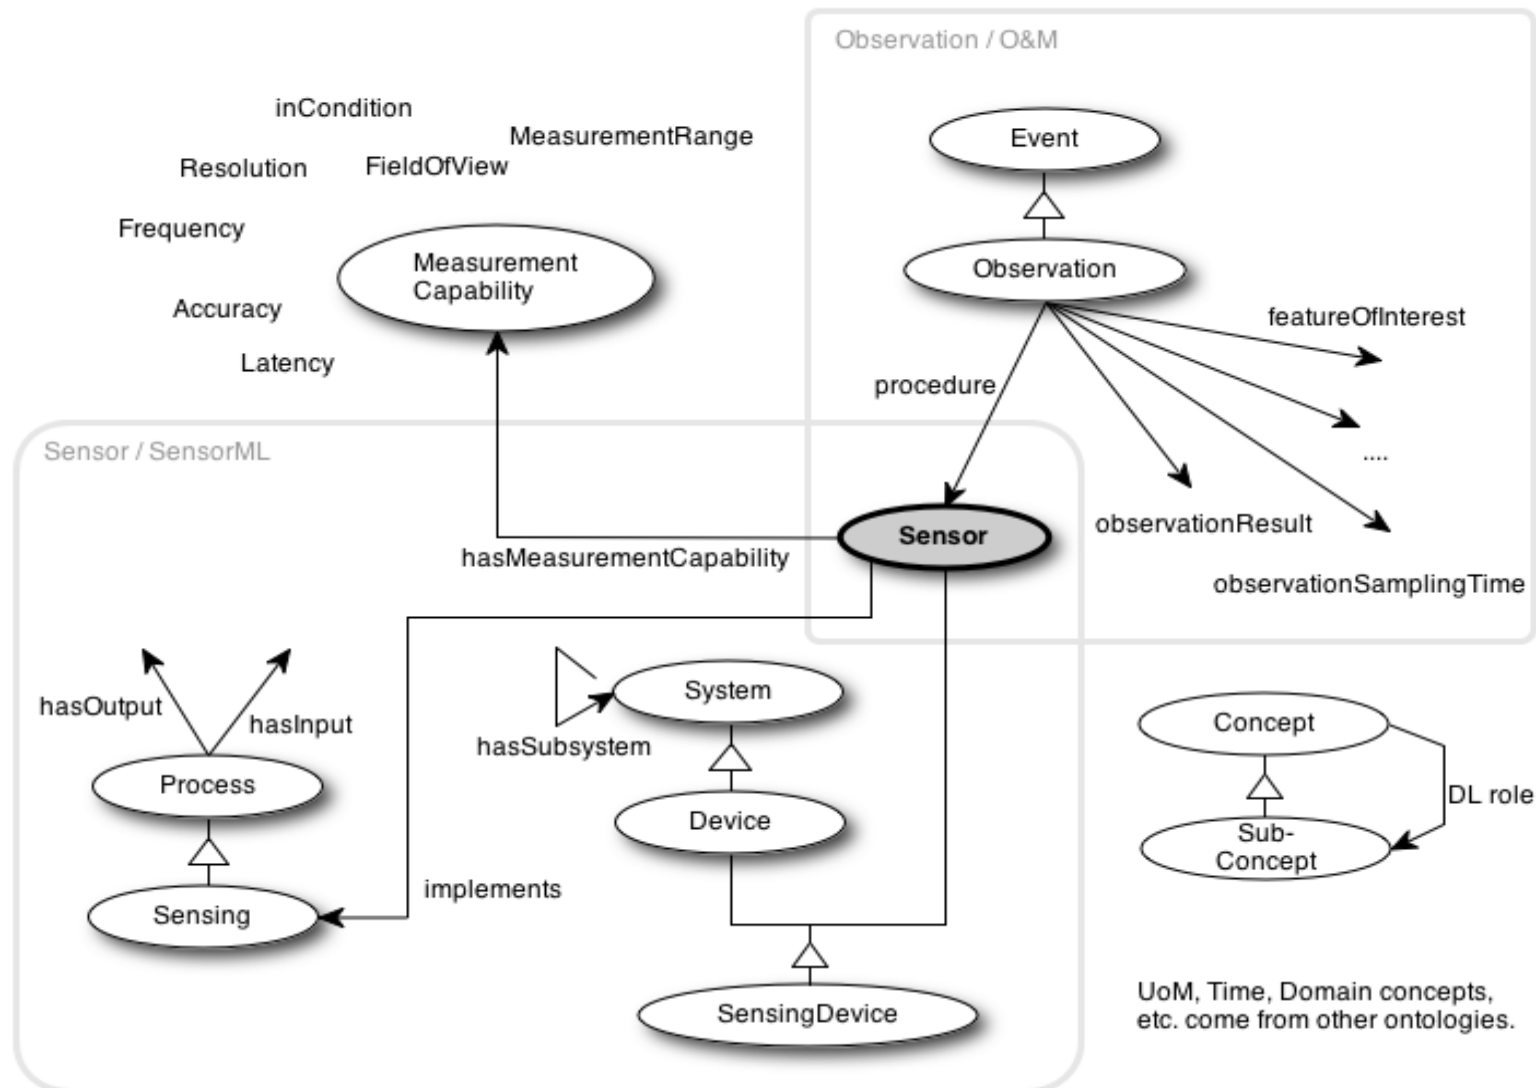 Observation / O&M
inCondition
MeasurementRange
Event
Resolution
FieldOfView
Frequency
Measurement
Capability
Observation
Accuracy
featureOfInterest
Latency
procedure
....
Sensor / SensorML
observationResult
Sensor
hasMeasurementCapability
observationSamplingTime
hasOutput
hasInput
System
hasSubsystem
Concept
Process
Device
DL role
Sub-
Concept
implements
Sensing
SensingDevice
UoM, Time, Domain concepts,
etc. come from other ontologies.